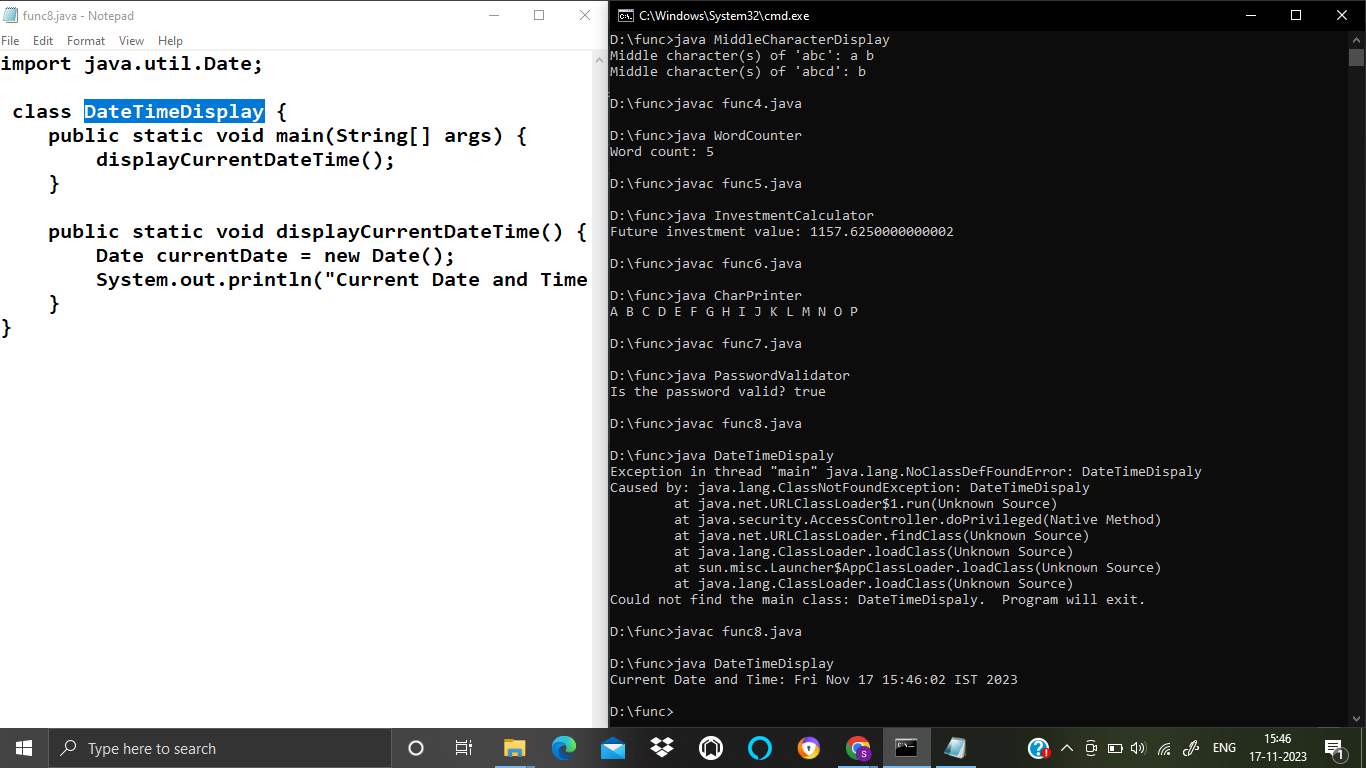 func8.java - Notepad
File Edit Format View Help
import java.util.Date;
class DateTimeDisplay {
public static void main(String[] args) {
displayCurrentDateTime();
}
public static void displayCurrentDateTime() {
Date currentDate = new Date();
System.out.println("Current Date and Time
}
}
C:\Windows\System32\cmd.exe
D:\func>java MiddleCharacterDisplay
Middle character(s) of 'abc': a b
Middle character(s) of 'abcd': b
D:\func>javac func4.java
D:\func>java WordCounter
Word count: 5
D:\func>javac func5.java
D:\func>java InvestmentCalculator
Future investment value: 1157.6250000000002
D:\func>javac func6.java
D:\func>java CharPrinter
A B C D E F G H I J K L M N O P
D:\func>javac func7.java
D:\func>java PasswordValidator
Is the password valid? true
D:\func>javac func8.java
D:\func>java DateTimeDispaly
Exception in thread "main" java.lang.NoClassDefFoundError: DateTimeDispaly
Caused by: java.lang.ClassNotFoundException: DateTimeDispaly
at java.net.URLClassLoader$1.run(Unknown Source)
at java.security.AccessController.doPrivileged(Native Method)
at java.net.URLClassLoader.findClass(Unknown Source)
at java.lang.ClassLoader.loadClass(Unknown Source)
at sun.misc.Launcher$AppClassLoader.loadClass(Unknown Source)
at java.lang.ClassLoader.loadClass(Unknown Source)
Could not find the main class: DateTimeDispaly.  Program will exit.
D:\func>javac func8.java
D:\func>java DateTimeDisplay
Current Date and Time: Fri Nov 17 15:46:02 IST 2023
D:\func>
Type here to search
S
ENG
15:46
17-11-2023
1